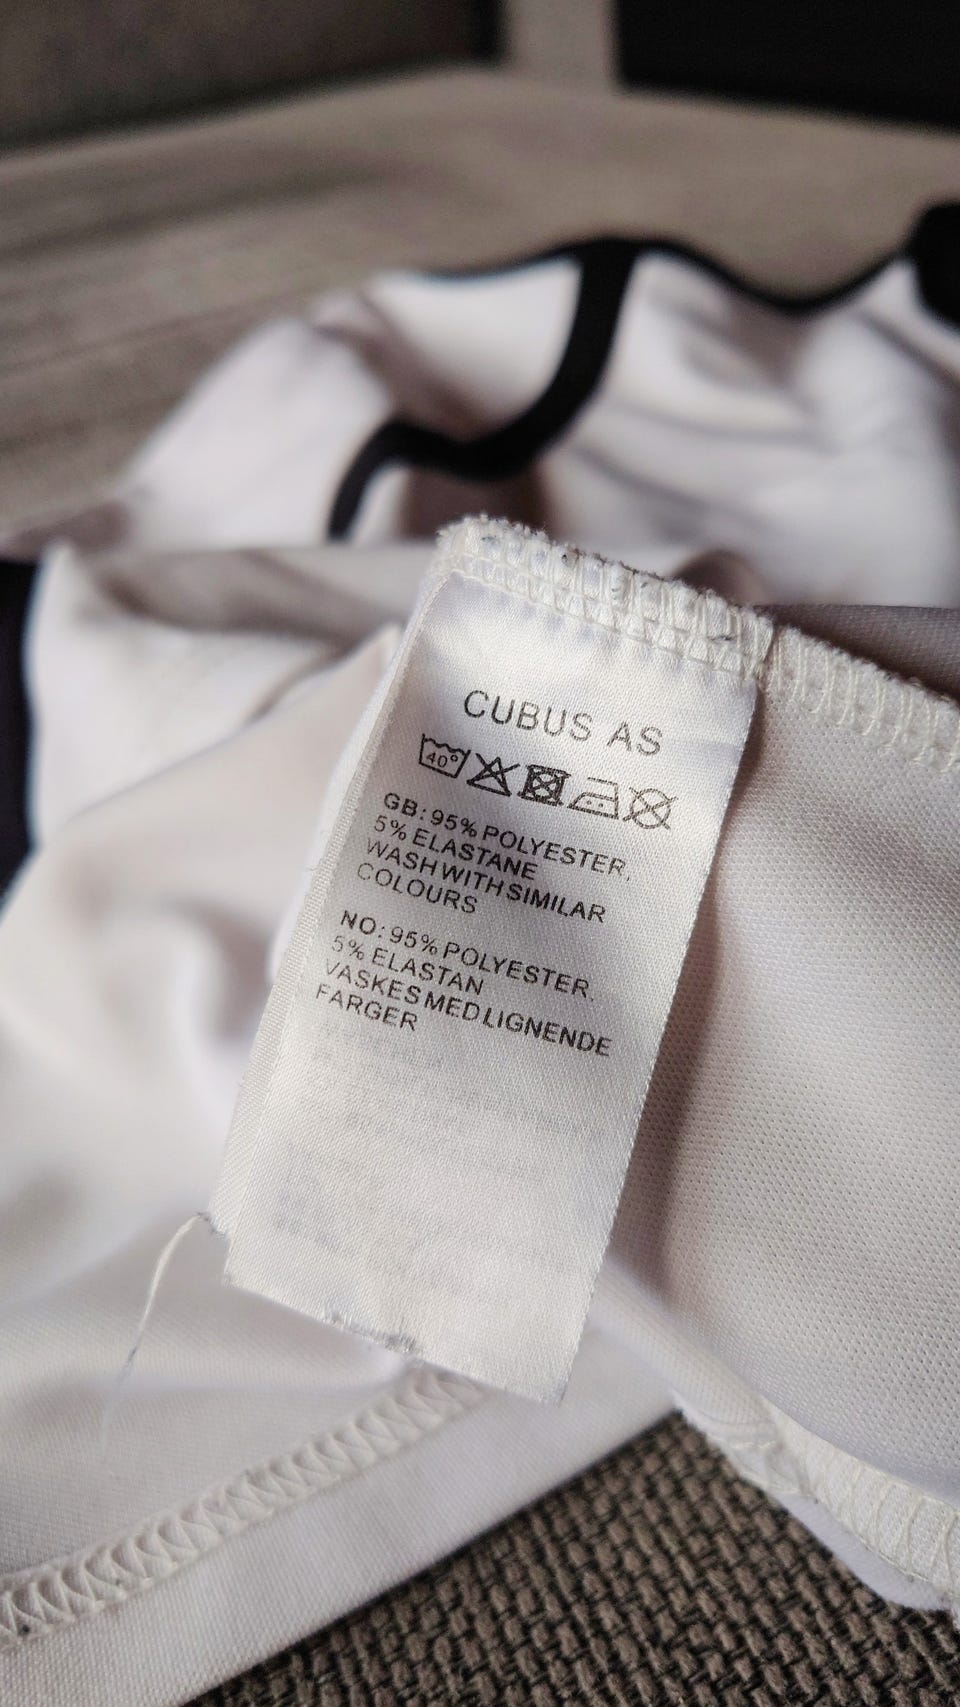 CUBUS AS
40°
GB: 95% POLYESTER.
5% ELASTANE
WASH WITH SIMILAR
COLOURS
NO: 95% POLYESTER.
5% ELASTAN
VASKES MED LIGNENDE
FARGER